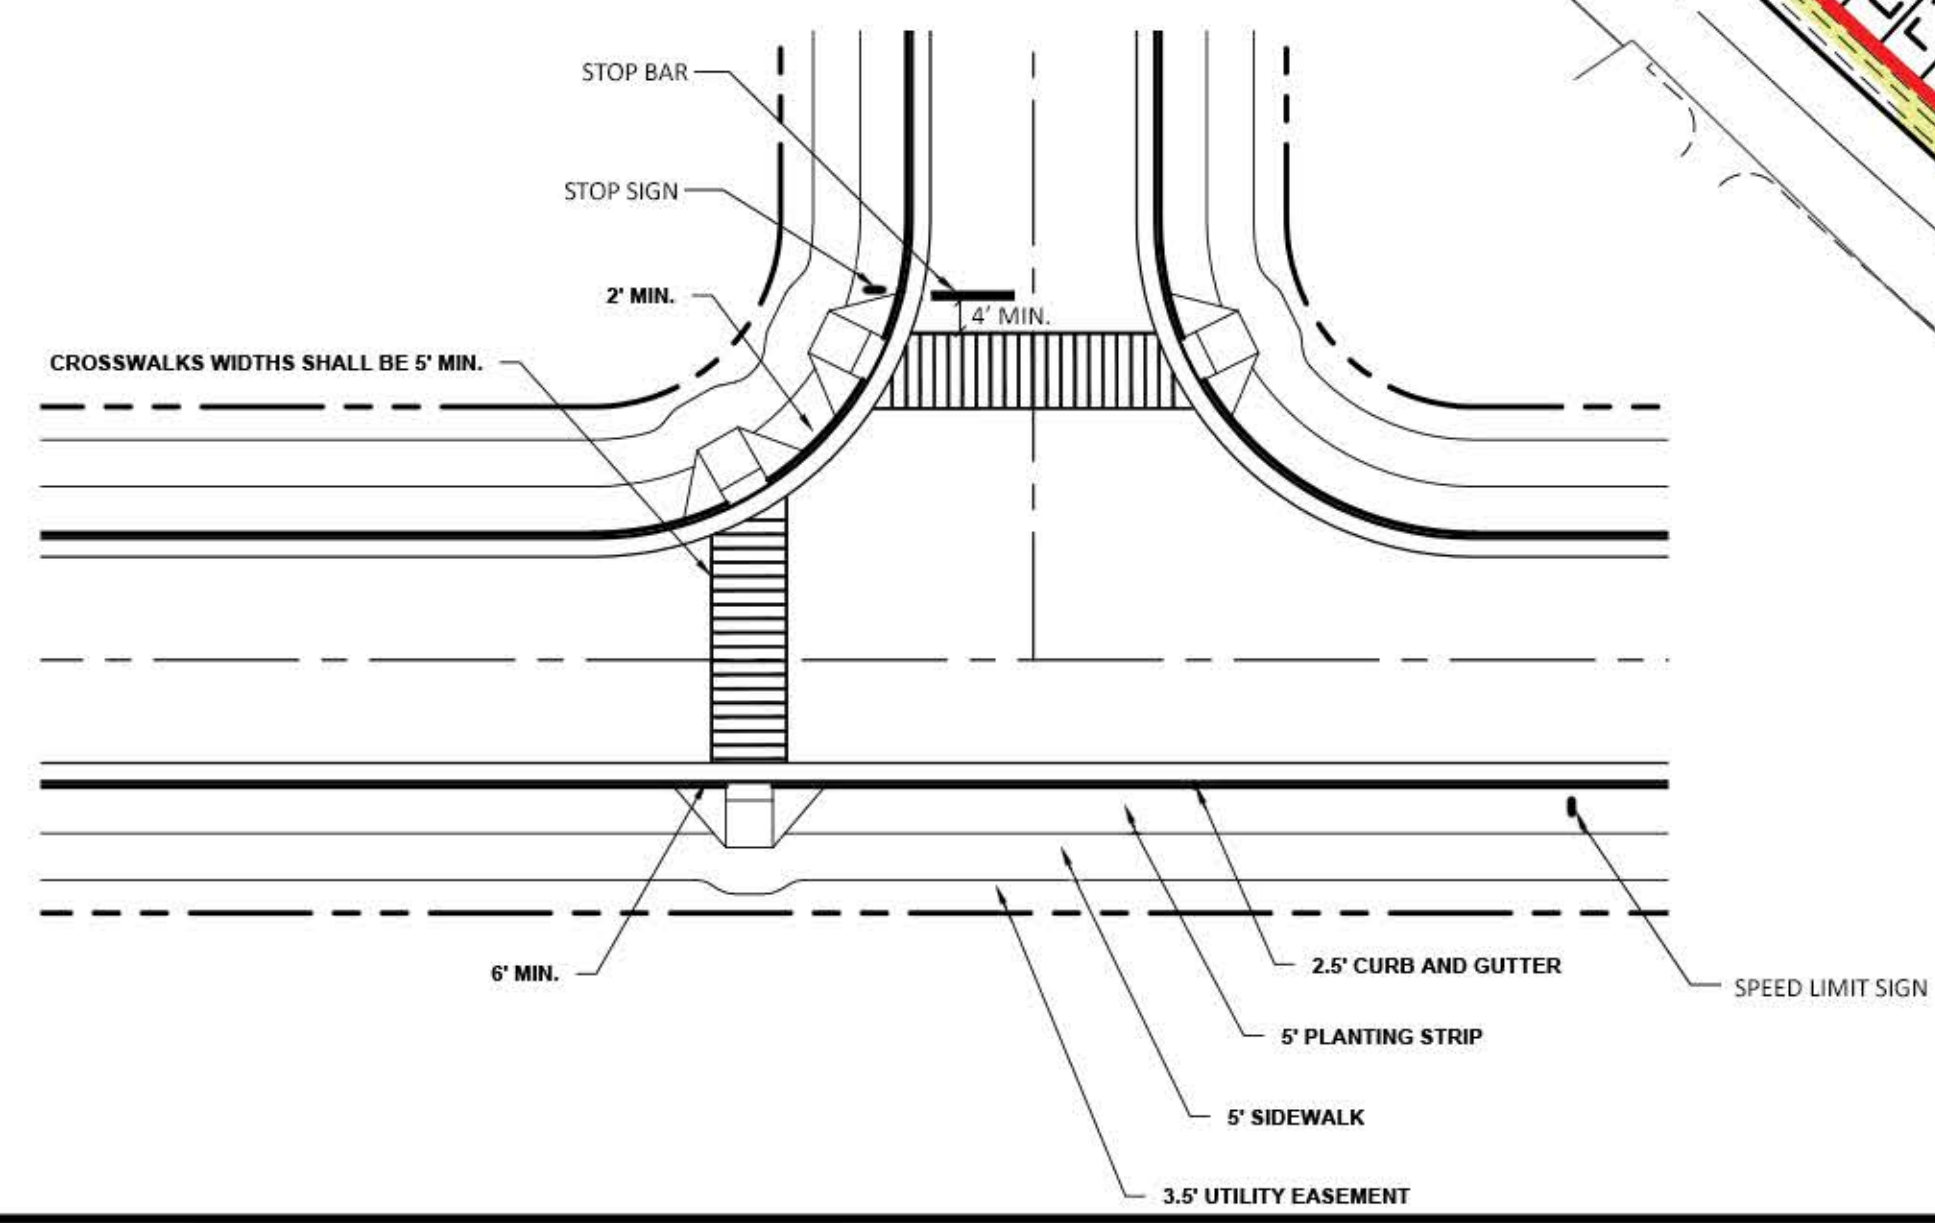 STOP BAR
STOP SIGN
2' MIN.
4' MIN.
CROSSWALKS WIDTHS SHALL BE 5' MIN.
6' MIN.
2.5' CURB AND GUTTER
SPEED LIMIT SIGN
5' PLANTING STRIP
5' SIDEWALK
3.5' UTILITY EASEMENT